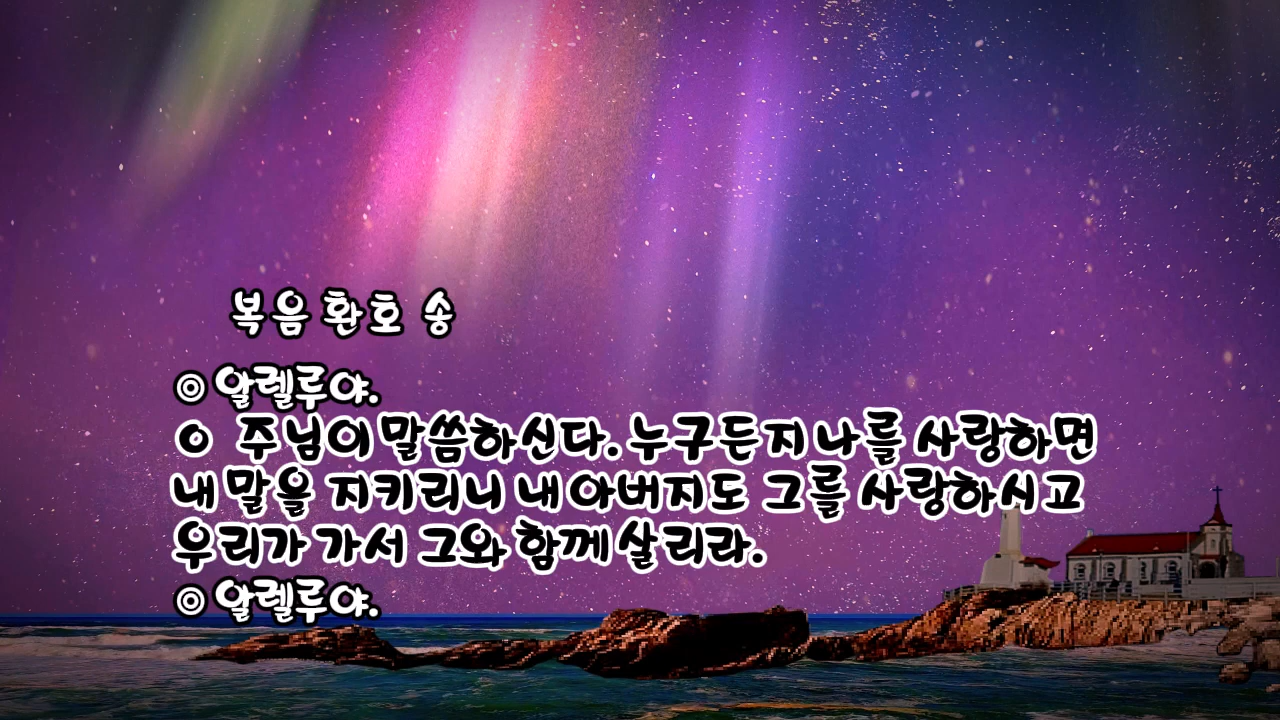 복음 환호 송
◎ 알렐루야.
○ 주님이 말씀하신다. 누구든지 나를 사랑하면
내 말을 지키리니 내 아버지도 그를 사랑하시고
우리가 가서 그와 함께 살리라.
◎ 알렐루야.